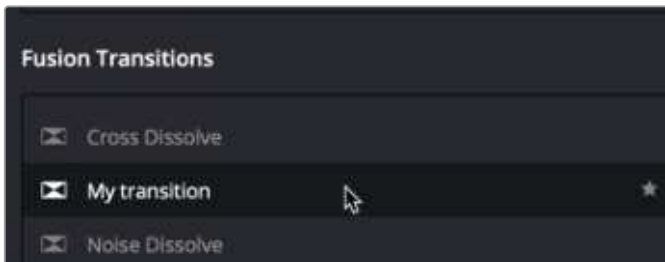 Fusion Transitions
Cross Dissolve
My transition
Noise Dissolve